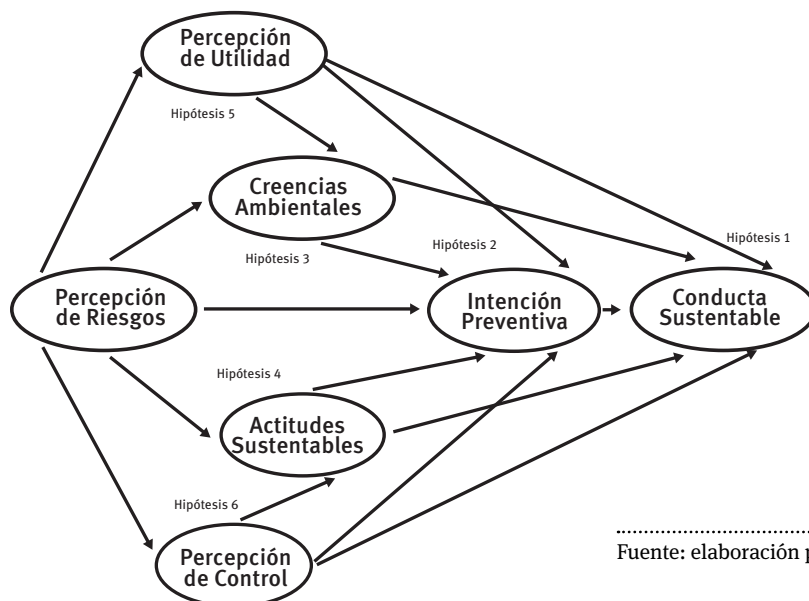 Percepción
de Utilidad
Hipótesis 5
Creencias
Ambientales
Hipótesis 1
Hipótesis 2
Hipótesis 3
Percepción
de Riesgos
Intención
Preventiva
Conducta
Sustentable
Hipótesis 4
Actitudes
Sustentables
Hipótesis 6
Percepción
de Control
Fuente: elaboración